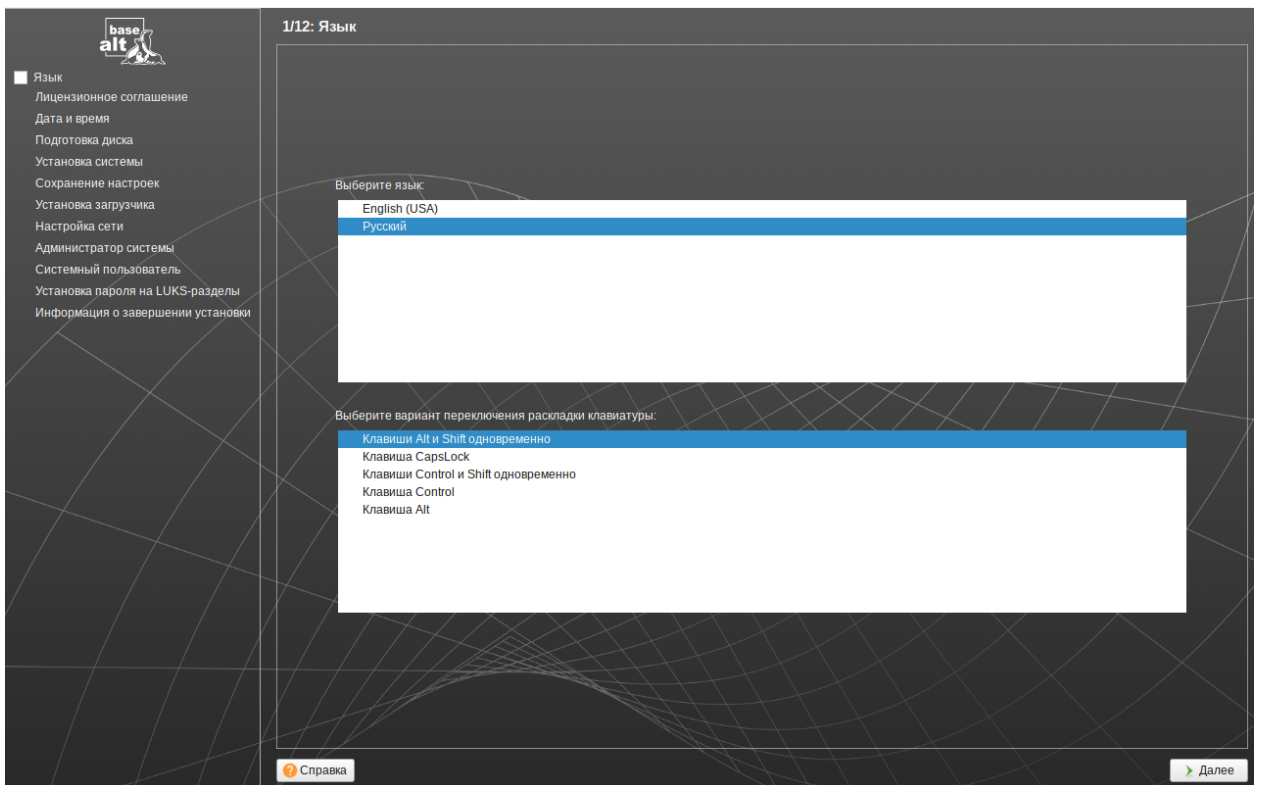 base
alt
Язык
Лицензионное соглашение
Дата и время
Подготовка диска
Установка системы
Сохранение настроек
Установка загрузчика
Настройка сети
Администратор системы
Системный пользователь
Установка пароля на LUKS-разделы
Информация о завершении установки
1/12: Язык
Выберите язык:
English (USA)
Русский
Выберите вариант переключения раскладки клавиатуры:
Клавиши Alt и Shift одновременно
Клавиша CapsLock
Клавиши Control и Shift одновременно
Клавиша Control
Клавиша Alt
Справка
Далее